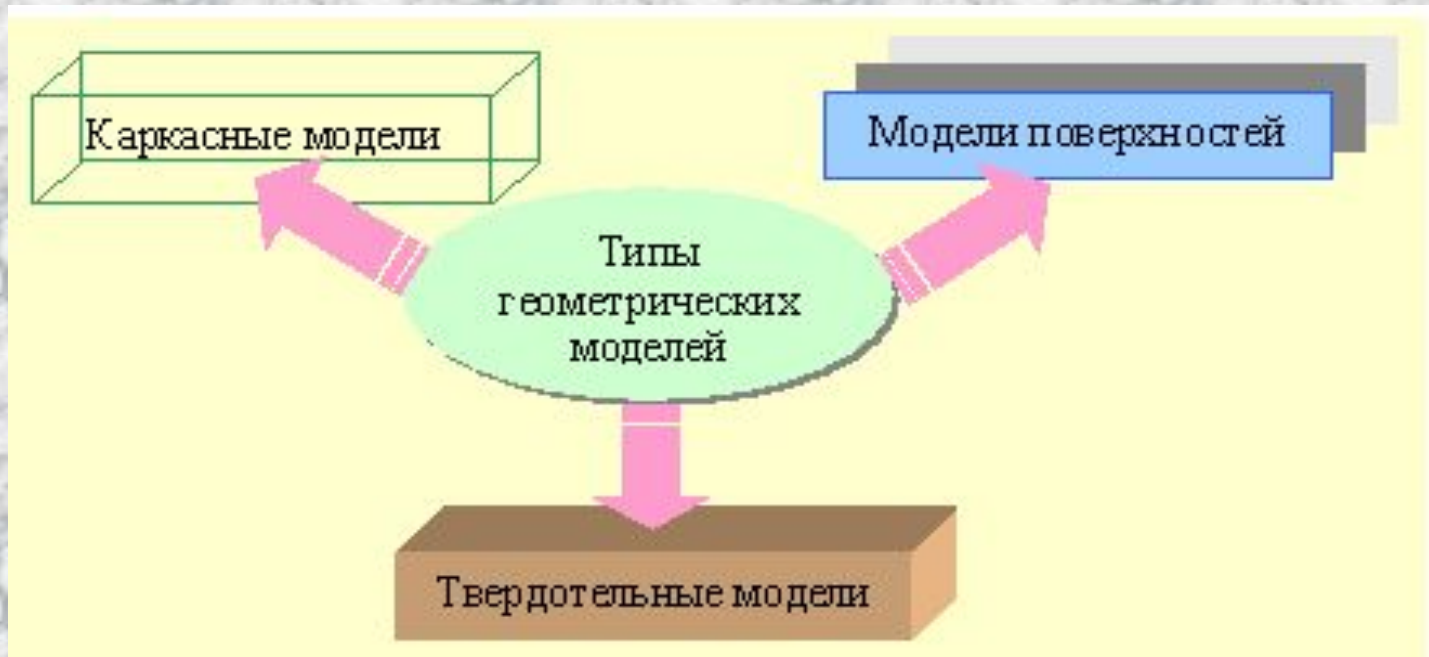 Каркасные модели
Модели поверхностей
Типы
геометрических
моделей
Твердотельные модели